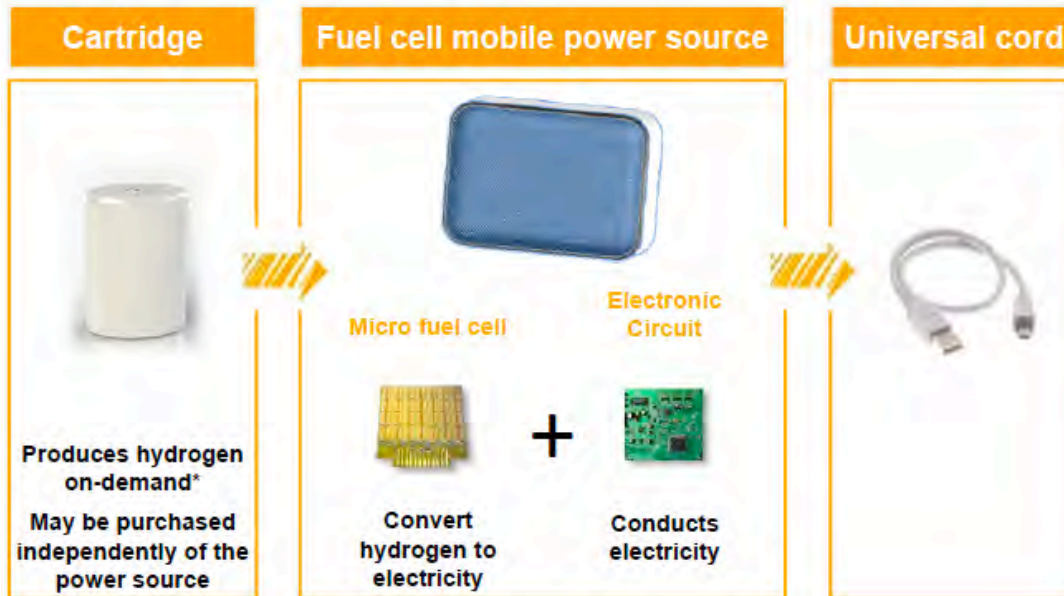 Cartridge
Fuel cell mobile power source
Universal cord
Micro fuel cell
Electronic
Circuit
+
Produces hydrogen
on-demand*
May be purchased
independently of the
power source
Convert
hydrogen to
electricity
Conducts
electricity